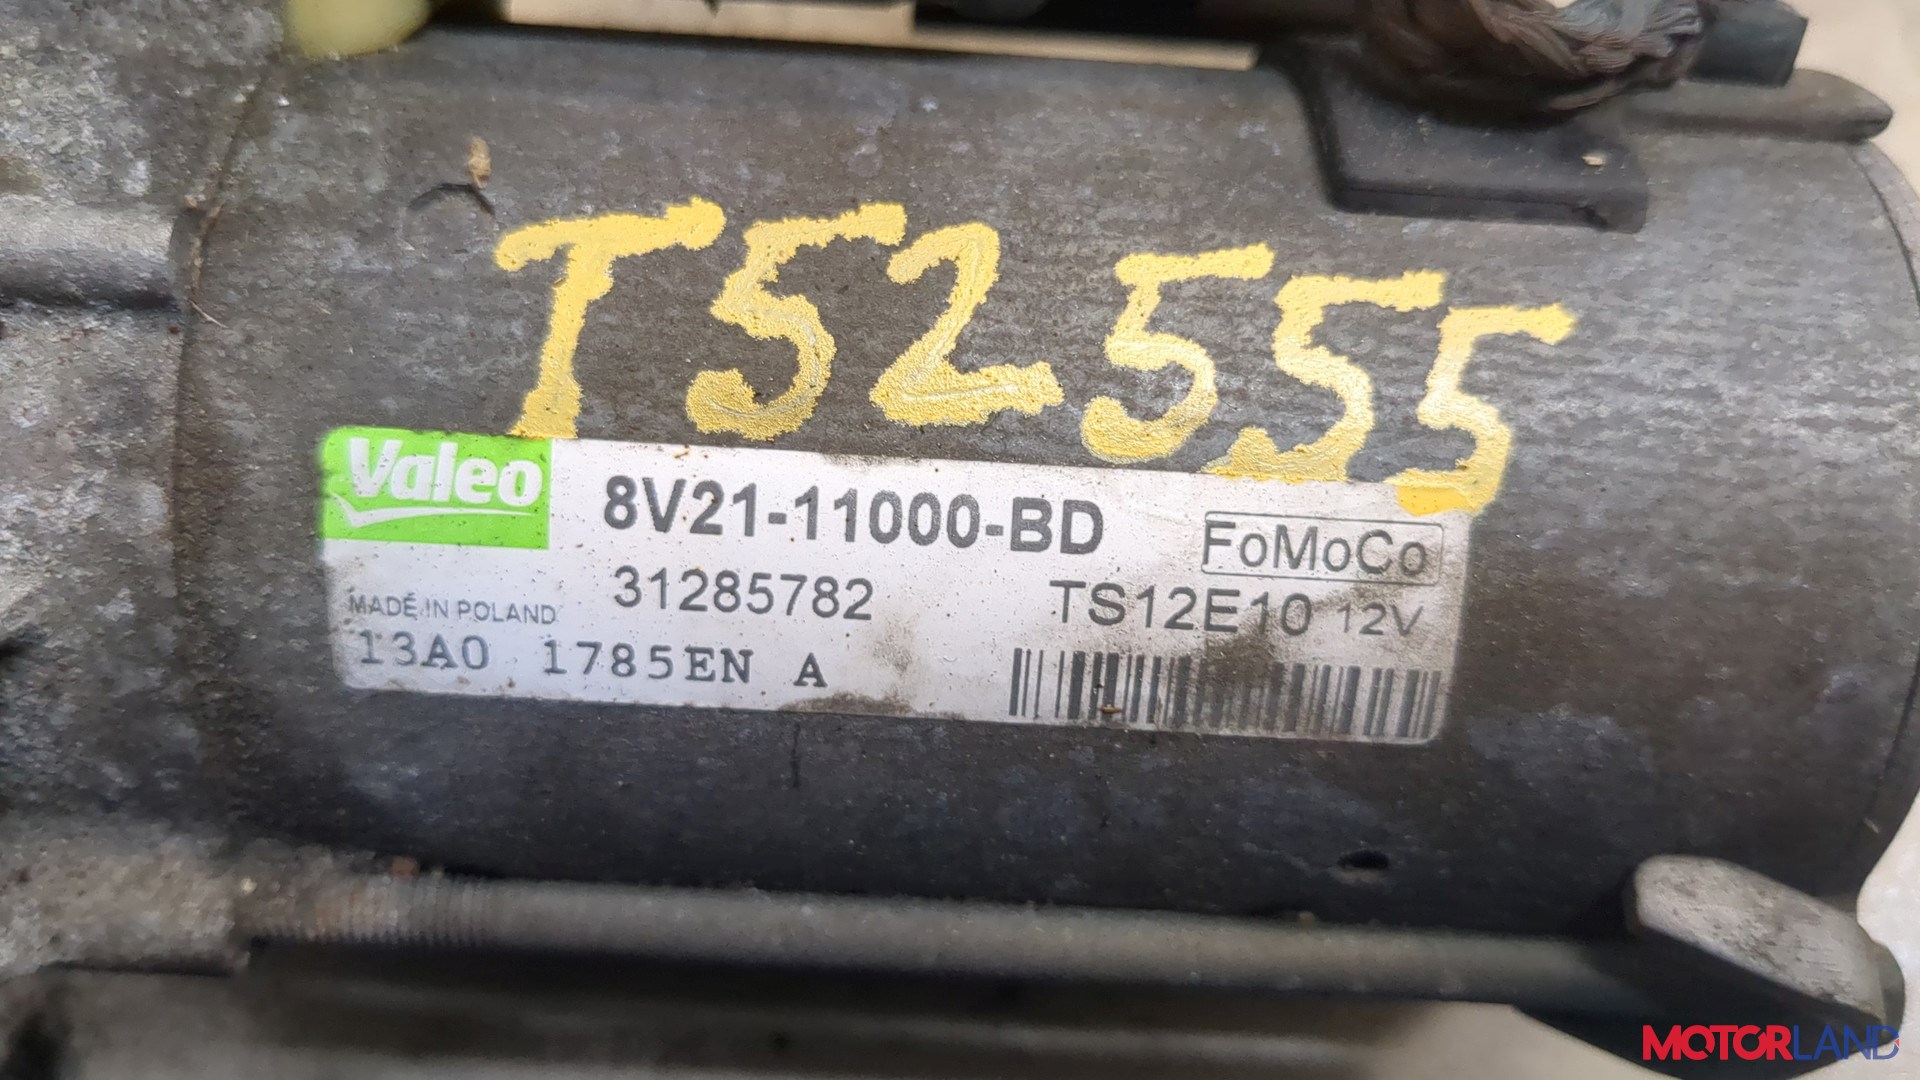 T52555
Valeo
8V21-11000-BD
FoMoCo
31285782
TS12E10 12V
MADE IN POLAND
13A0 1785EN A
MOTORLAND